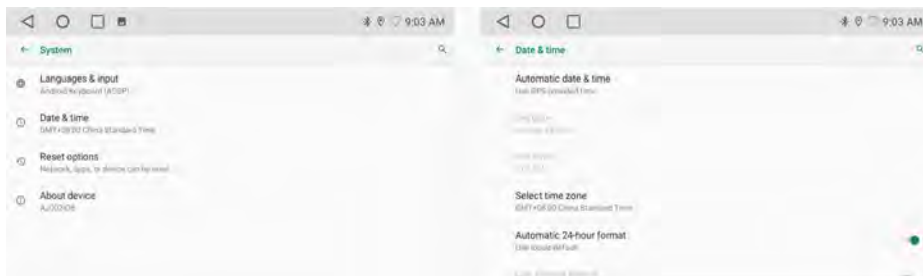 9:03 AM
System
Languages & input
Android Keyboard (AOSP)
Date & time
GMT+08:00 China Standard Time
Reset options
Network, apps, or device can be reset
About device
9:03 AM
Date & time
Automatic date & time
Use GPS-provided time
Select time zone
GMT+08:00 China Standard Time
Automatic 24-hour format
Use locale default